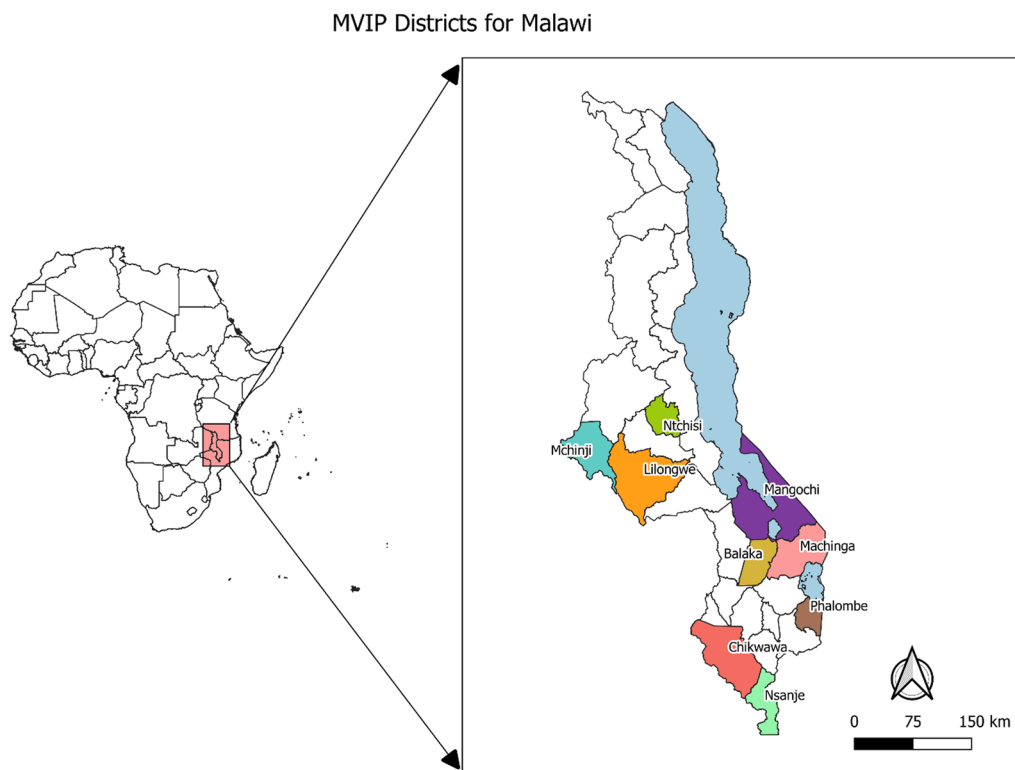 MVIP Districts for Malawi
Ntchisi
Mchinji
Lilongwe
Mangochi
Balaka
Machinga
Phalombe
Chikwawa
Nsanje
0 75 150 km